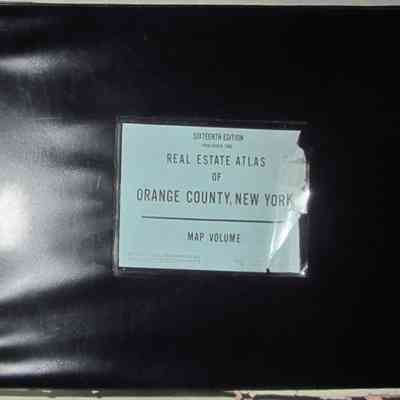 SIXTEENTH EDITION
REAL ESTATE ATLAS
OF
ORANGE COUNTY, NEW YORK
MAP VOLUME